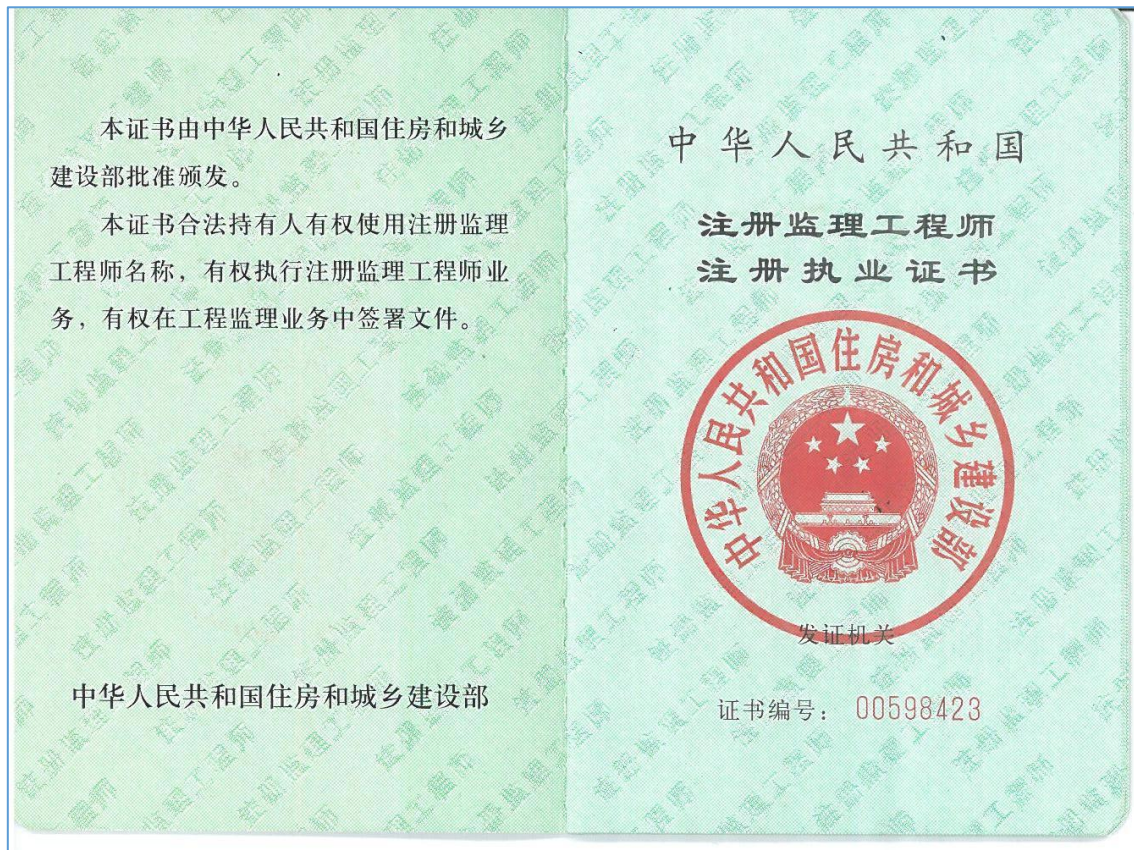 本证书由中华人民共和国住房和城乡
建设部批准颁发。
本证书合法持有人有权使用注册监理
工程师名称，有权执行注册监理工程师业
务，有权在工程监理业务中签署文件。
中华人民共和国住房和城乡建设部
中华人民共和国
注册监理工程师
注册执业证书
中华人民共和国住房和城乡建设部
发证机关
证书编号：00598423